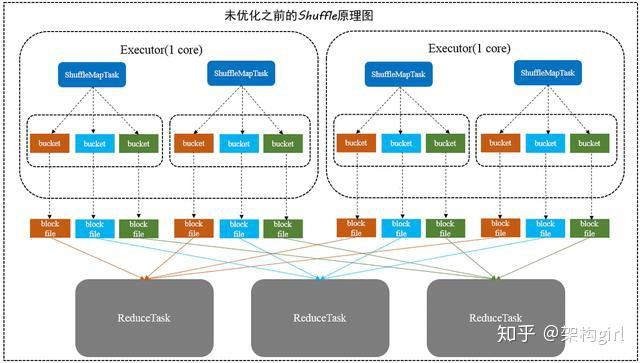 未优化之前的Shuffle原理图
Executor(1 core)
Executor(1 core)
ShuffleMapTask
ShuffleMapTask
ShuffleMapTask
ShuffleMapTask
bucket
bucket
bucket
bucket
bucket
bucket
bucket
bucket
bucket
bucket
bucket
bucket
block
file
block
file
block
file
block
file
block
file
block
file
block
file
block
file
block
file
block
file
block
file
block
file
ReduceTask
ReduceTask
ReduceTask
知乎 @架构girl